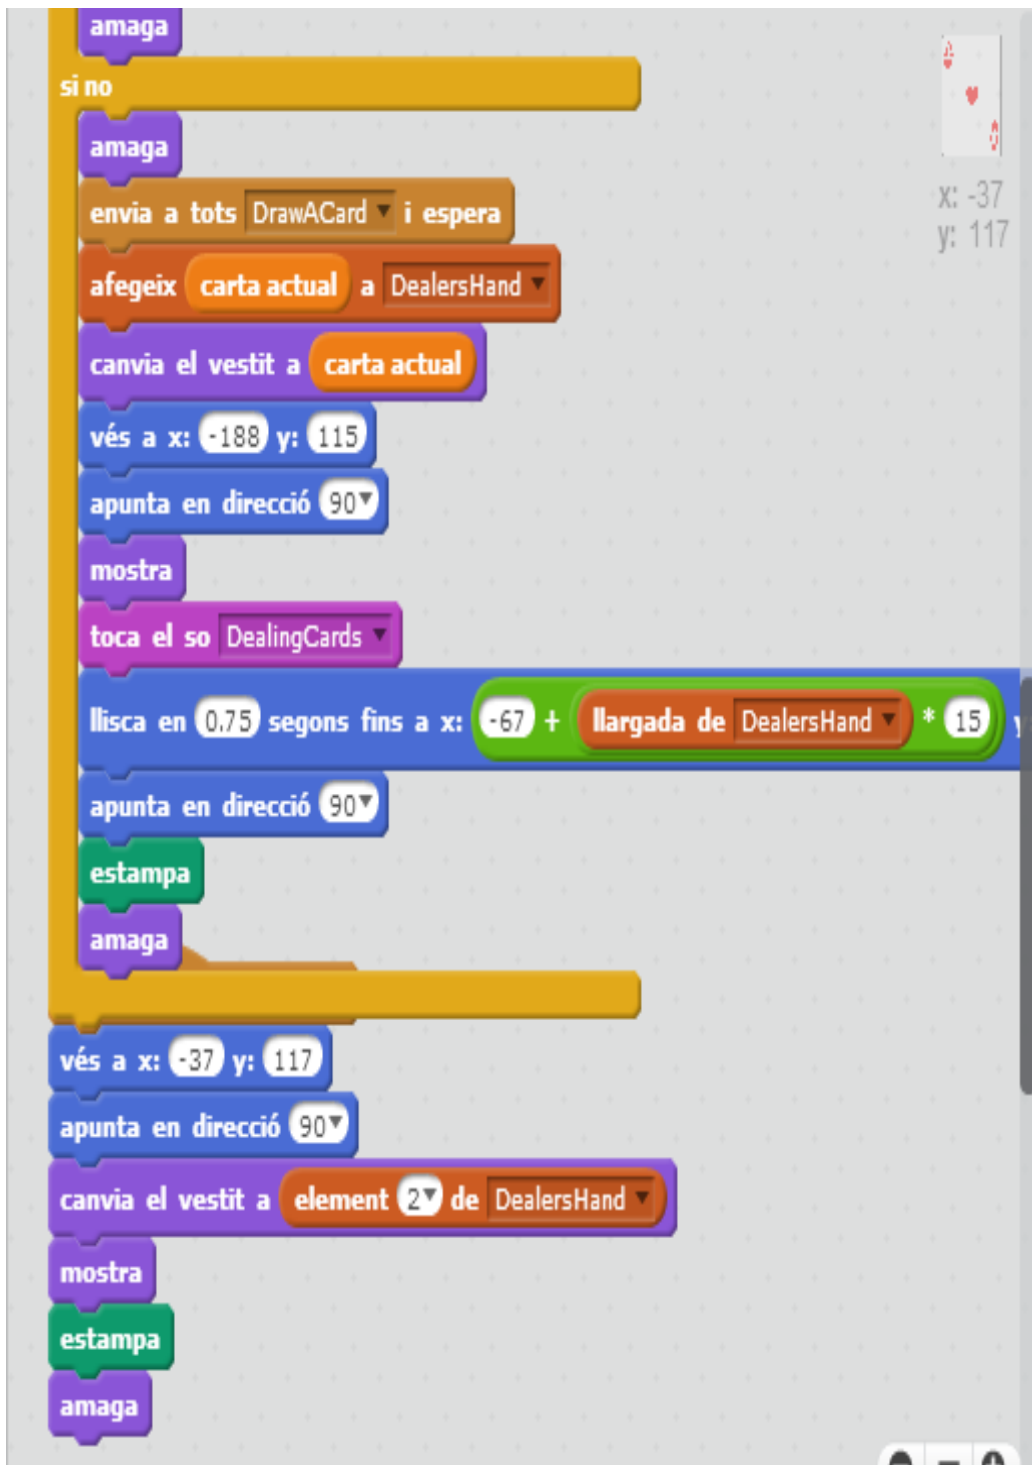 amaga
si no
amaga
envia a tots DrawACard i espera
afegeix carta actual a DealersHand
canvia el vestit a carta actual
vés a x: -188 y: 115
apunta en direcció 90
mostra
toca el so DealingCards
llisca en 0.75 segons fins a x: -67 + llargada de DealersHand * 15 y
apunta en direcció 90
estampa
amaga
vés a x: -37 y: 117
apunta en direcció 90
canvia el vestit a element 2 de DealersHand
mostra
estampa
amaga
x: -37
y: 117